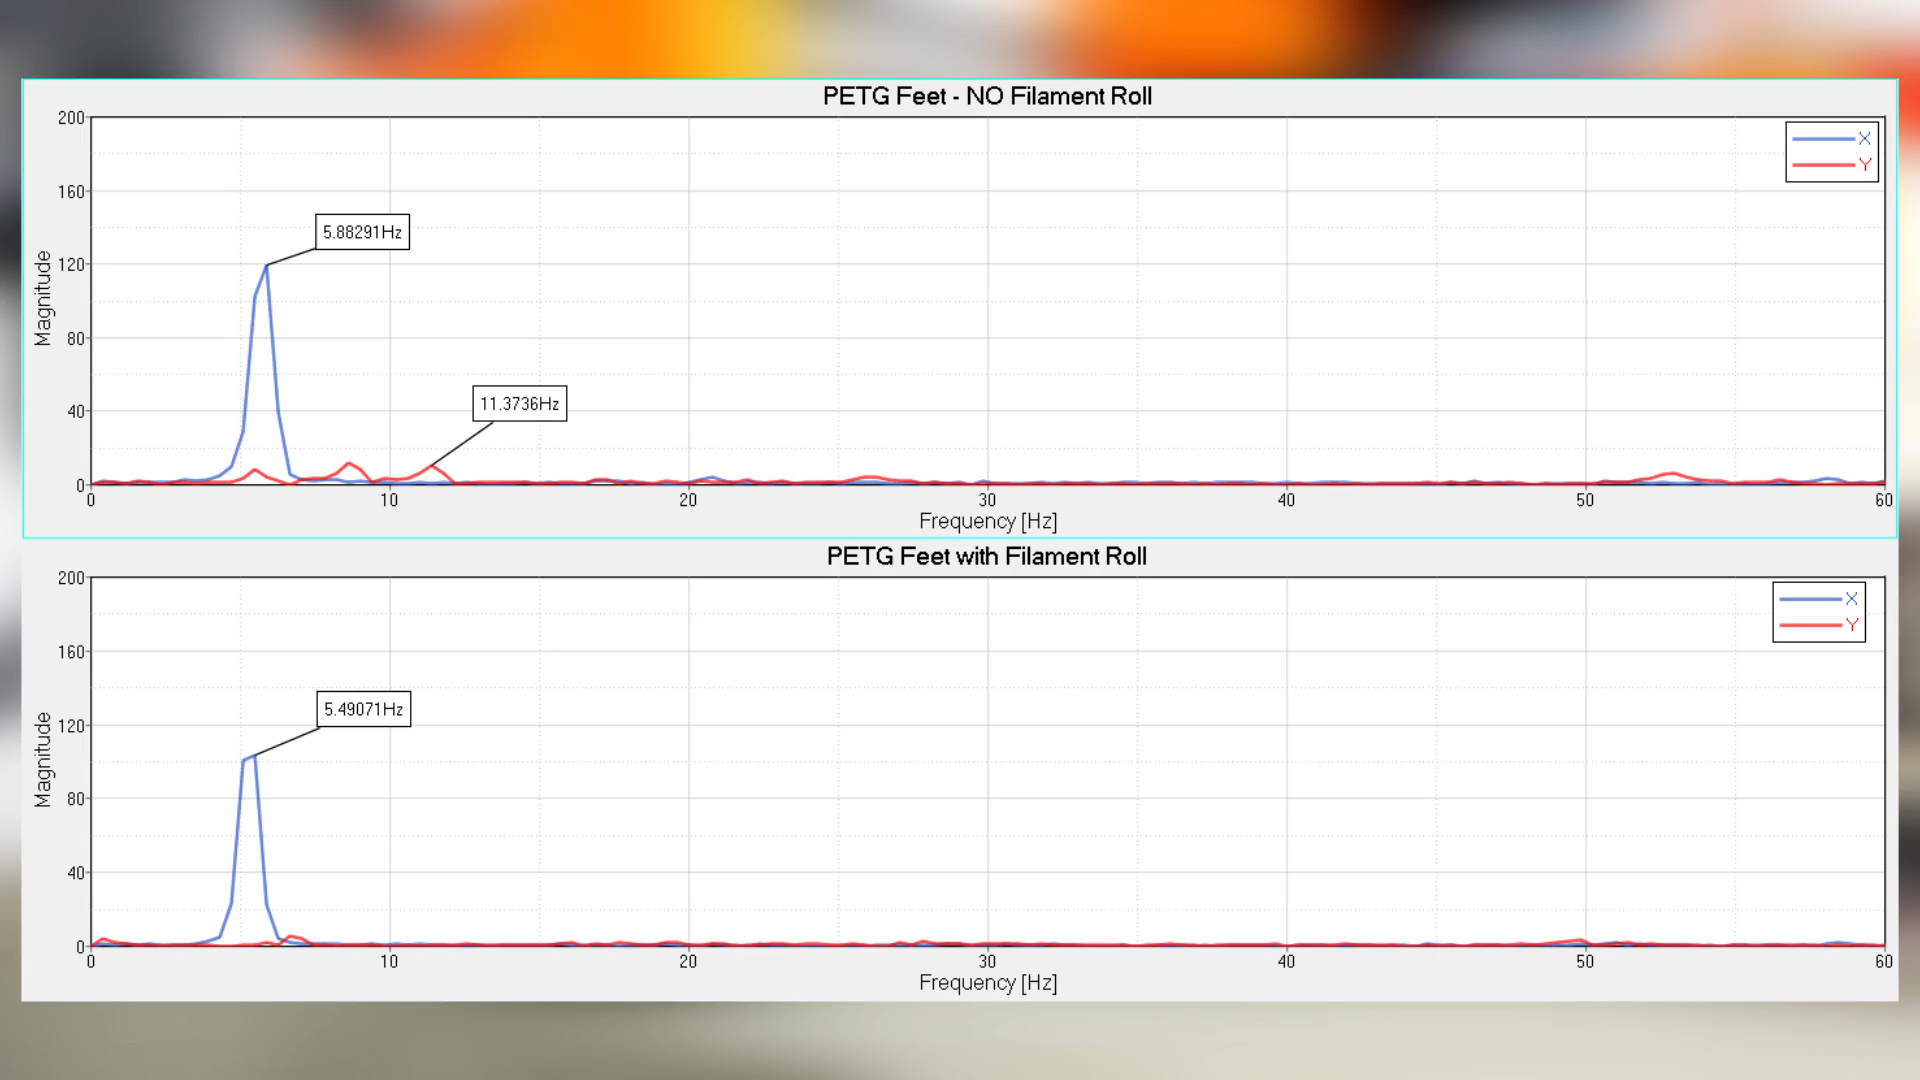 PETG Feet - NO Filament Roll
200
160
120
80
40
0
Magnitude
5.88291Hz
11.3736Hz
X
Y
0 10 20 30 40 50 60
Frequency [Hz]
PETG Feet with Filament Roll
200
160
120
80
40
0
Magnitude
5.49071Hz
X
Y
0 10 20 30 40 50 60
Frequency [Hz]